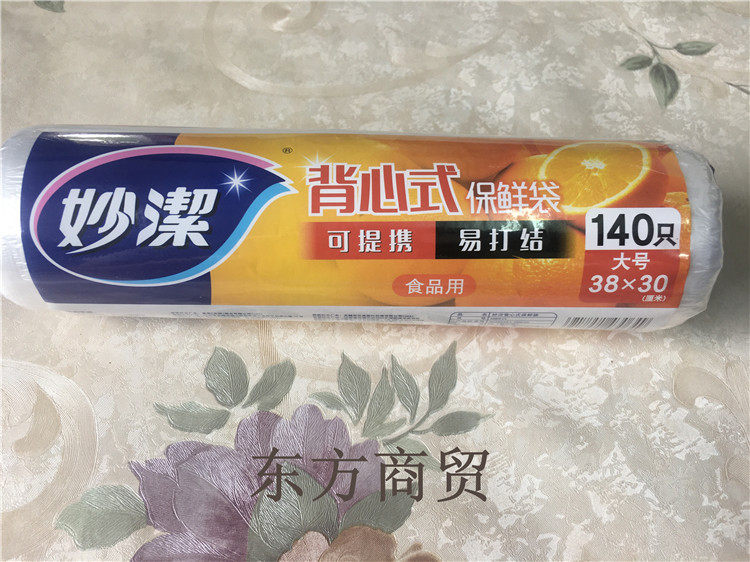 妙潔
®
背心式保鲜袋
可提携 易打结
食品用
140只
大号
38×30
(厘米)
东方商贸